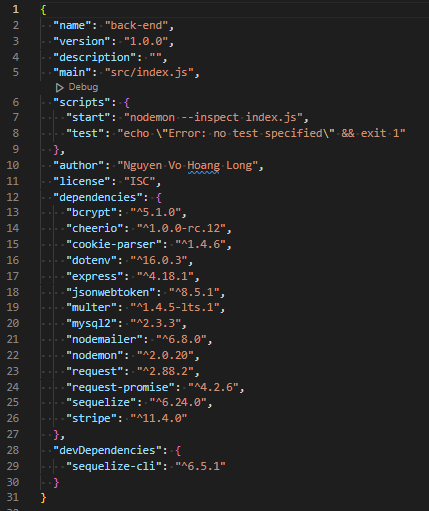 1 {
2 "name": "back-end",
3 "version": "1.0.0",
4 "description": "",
5 "main": "src/index.js",
Debug
6 "scripts": {
7 "start": "nodemon --inspect index.js",
8 "test": "echo \"Error: no test specified\" && exit 1"
9 },
10 "author": "Nguyen Vo Hoang Long",
11 "license": "ISC",
12 "dependencies": {
13 "bcrypt": "^5.1.0",
14 "cheerio": "^1.0.0-rc.12",
15 "cookie-parser": "^1.4.6",
16 "dotenv": "^16.0.3",
17 "express": "^4.18.1",
18 "jsonwebtoken": "^8.5.1",
19 "multer": "^1.4.5-lts.1",
20 "mysql2": "^2.3.3",
21 "nodemailer": "^6.8.0",
22 "nodemon": "^2.0.20",
23 "request": "^2.88.2",
24 "request-promise": "^4.2.6",
25 "sequelize": "^6.24.0",
26 "stripe": "^11.4.0"
27 },
28 "devDependencies": {
29 "sequelize-cli": "^6.5.1"
30 }
31 }